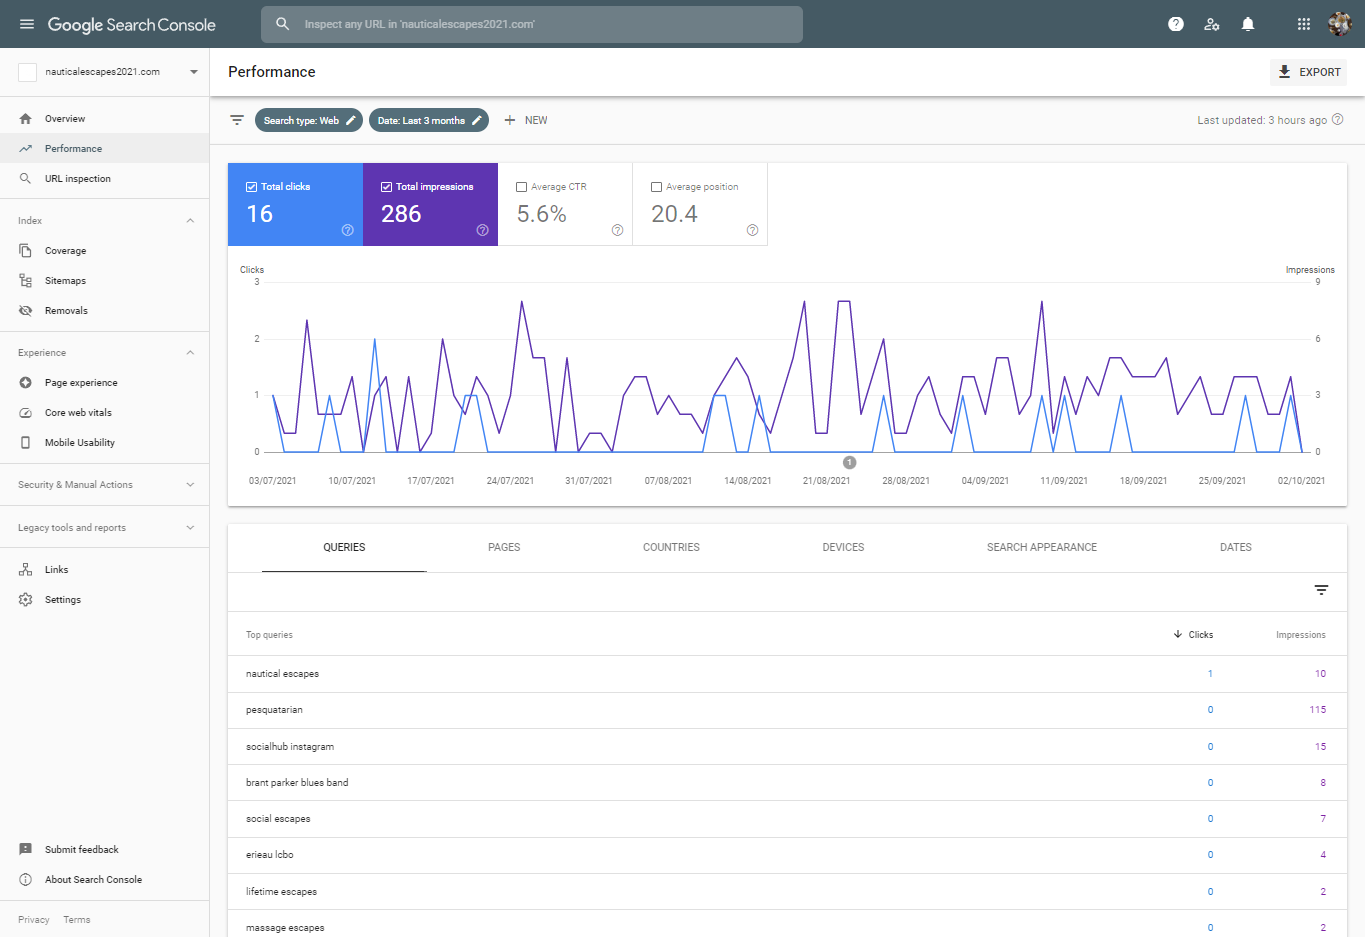 Google Search Console
Inspect any URL in 'nauticalescapes2021.com'
nauticalescapes2021.com
Performance
EXPORT
Overview
Performance
URL inspection
Index
Coverage
Sitemaps
Removals
Experience
Page experience
Core web vitals
Mobile Usability
Security & Manual Actions
Legacy tools and reports
Links
Settings
Submit feedback
About Search Console
Privacy Terms
Search type: Web
Date: Last 3 months
NEW
Last updated: 3 hours ago
Total clicks
16
Total impressions
286
Average CTR
5.6%
Average position
20.4
Clicks
Impressions
3
9
2
6
1
3
0
0
1
03/07/2021 10/07/2021 17/07/2021 24/07/2021 31/07/2021 07/08/2021 14/08/2021 21/08/2021 28/08/2021 04/09/2021 11/09/2021 18/09/2021 25/09/2021 02/10/2021
QUERIES PAGES COUNTRIES DEVICES SEARCH APPEARANCE DATES
Top queries Clicks Impressions
nautical escapes 1 10
pesquatarian 0 115
socialhub instagram 0 15
brant parker blues band 0 8
social escapes 0 7
erieau lcbo 0 4
lifetime escapes 0 2
massage escapes 0 2